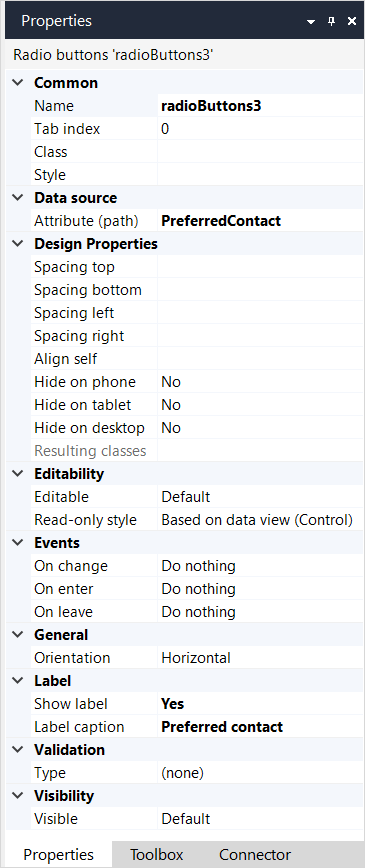 Properties
Radio buttons 'radioButtons3'
Common
Name radioButtons3
Tab index 0
Class
Style
Data source
Attribute (path) PreferredContact
Design Properties
Spacing top
Spacing bottom
Spacing left
Spacing right
Align self
Hide on phone No
Hide on tablet No
Hide on desktop No
Resulting classes
Editability
Editable Default
Read-only style Based on data view (Control)
Events
On change Do nothing
On enter Do nothing
On leave Do nothing
General
Orientation Horizontal
Label
Show label Yes
Label caption Preferred contact
Validation
Type (none)
Visibility
Visible Default
Properties Toolbox Connector